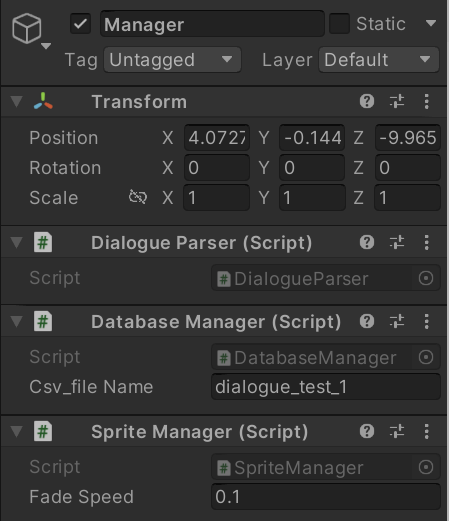 Manager Static
Tag Untagged Layer Default
Transform
Position X 4.0727 Y -0.144 Z -9.965
Rotation X 0 Y 0 Z 0
Scale X 1 Y 1 Z 1
# Dialogue Parser (Script)
Script # DialogueParser
# Database Manager (Script)
Script # DatabaseManager
Csv_file Name dialogue_test_1
# Sprite Manager (Script)
Script # SpriteManager
Fade Speed 0.1